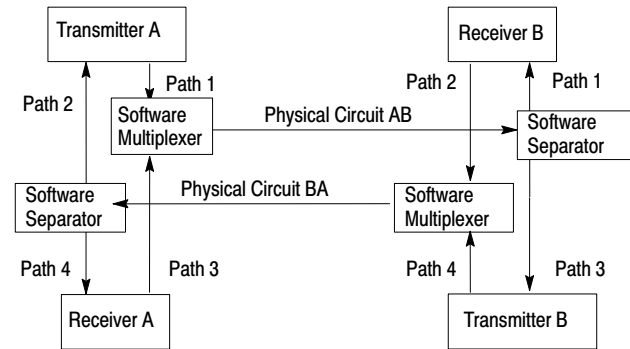 Transmitter A
Receiver B
Path 1
Path 2
Path 1
Path 2
Software
Multiplexer
Physical Circuit AB
Software
Separator
Physical Circuit BA
Software
Separator
Software
Multiplexer
Path 4
Path 3
Path 4
Path 3
Receiver A
Transmitter B